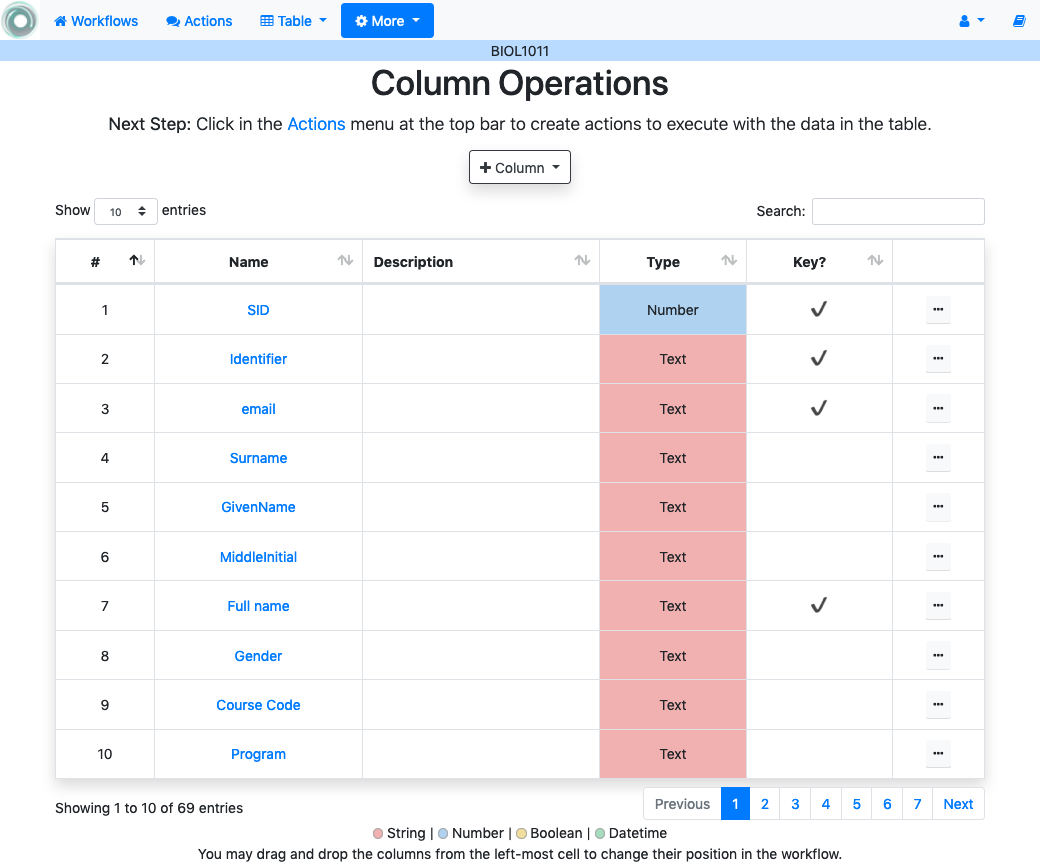 Workflows Actions Table More
BIOL1011
Column Operations
Next Step: Click in the Actions menu at the top bar to create actions to execute with the data in the table.
+ Column
Show 10 entries Search:
# Name Description Type Key?
1 SID Number ✓ ...
2 Identifier Text ✓ ...
3 email Text ✓ ...
4 Surname Text ...
5 GivenName Text ...
6 MiddleInitial Text ...
7 Full name Text ✓ ...
8 Gender Text ...
9 Course Code Text ...
10 Program Text ...
Showing 1 to 10 of 69 entries Previous 1 2 3 4 5 6 7 Next
String | Number | Boolean | Datetime
You may drag and drop the columns from the left-most cell to change their position in the workflow.